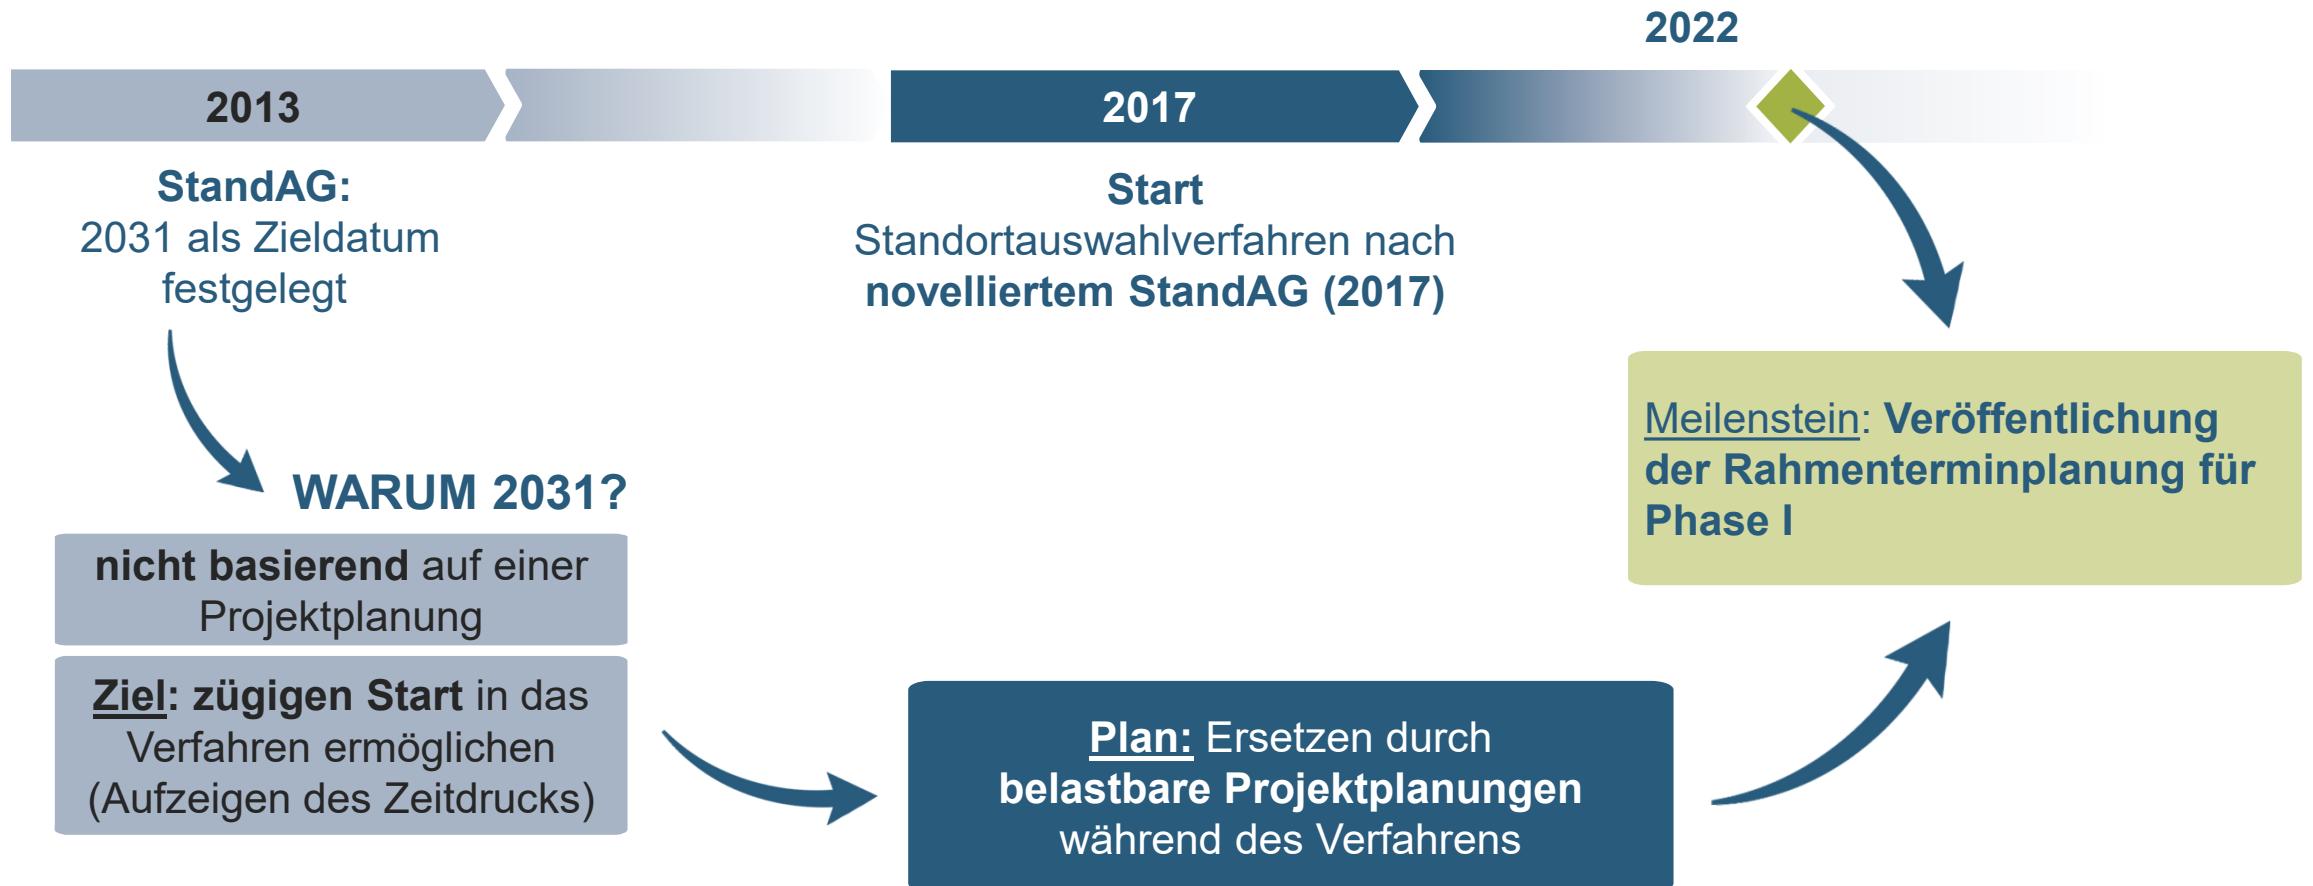 2022
2013
2017
StandAG:
2031 als Zieldatum
festgelegt
Start
Standortauswahlverfahren nach
novelliertem StandAG (2017)
WARUM 2031?
nicht basierend auf einer
Projektplanung
Ziel: zügigen Start in das
Verfahren ermöglichen
(Aufzeigen des Zeitdrucks)
Plan: Ersetzen durch
belastbare Projektplanungen
während des Verfahrens
Meilenstein: Veröffentlichung
der Rahmenterminplanung für
Phase I